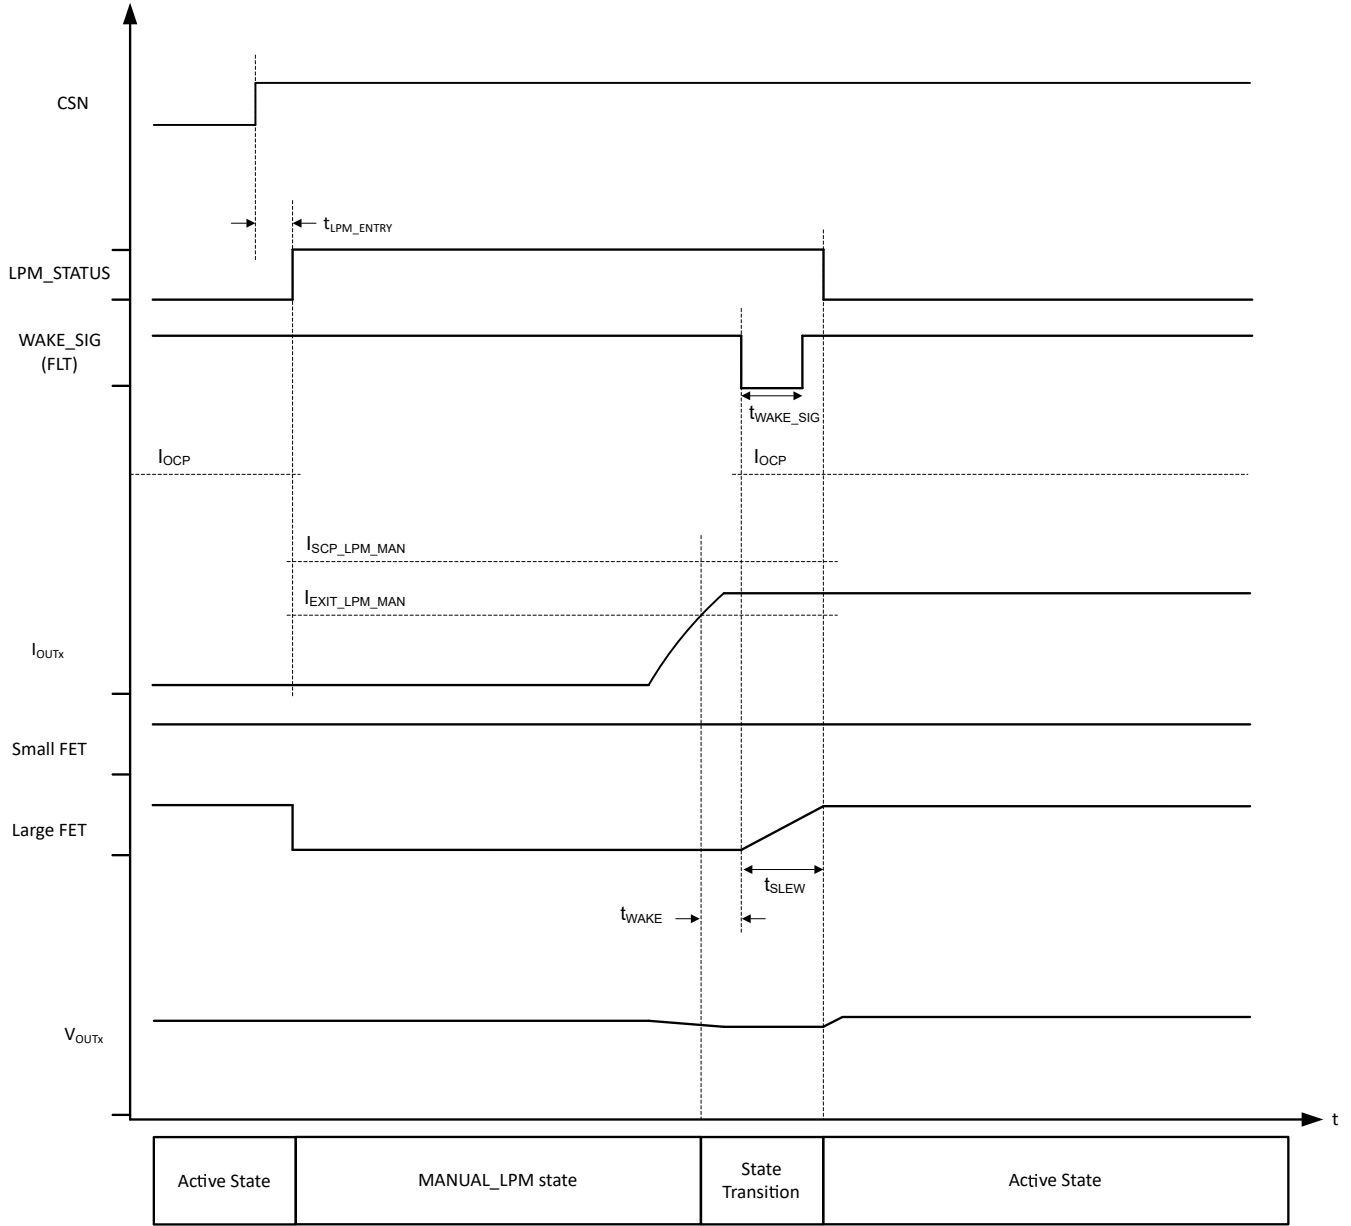 CSN
tLPM_ENTRY
LPM_STATUS
WAKE_SIG
(FLT)
tWAKE_SIG
IOCP
IOCP
ISCP_LPM_MAN
IEXIT_LPM_MAN
IOUTx
Small FET
Large FET
tSLEW
tWAKE
VOUTx
t
Active State
MANUAL_LPM state
State
Transition
Active State